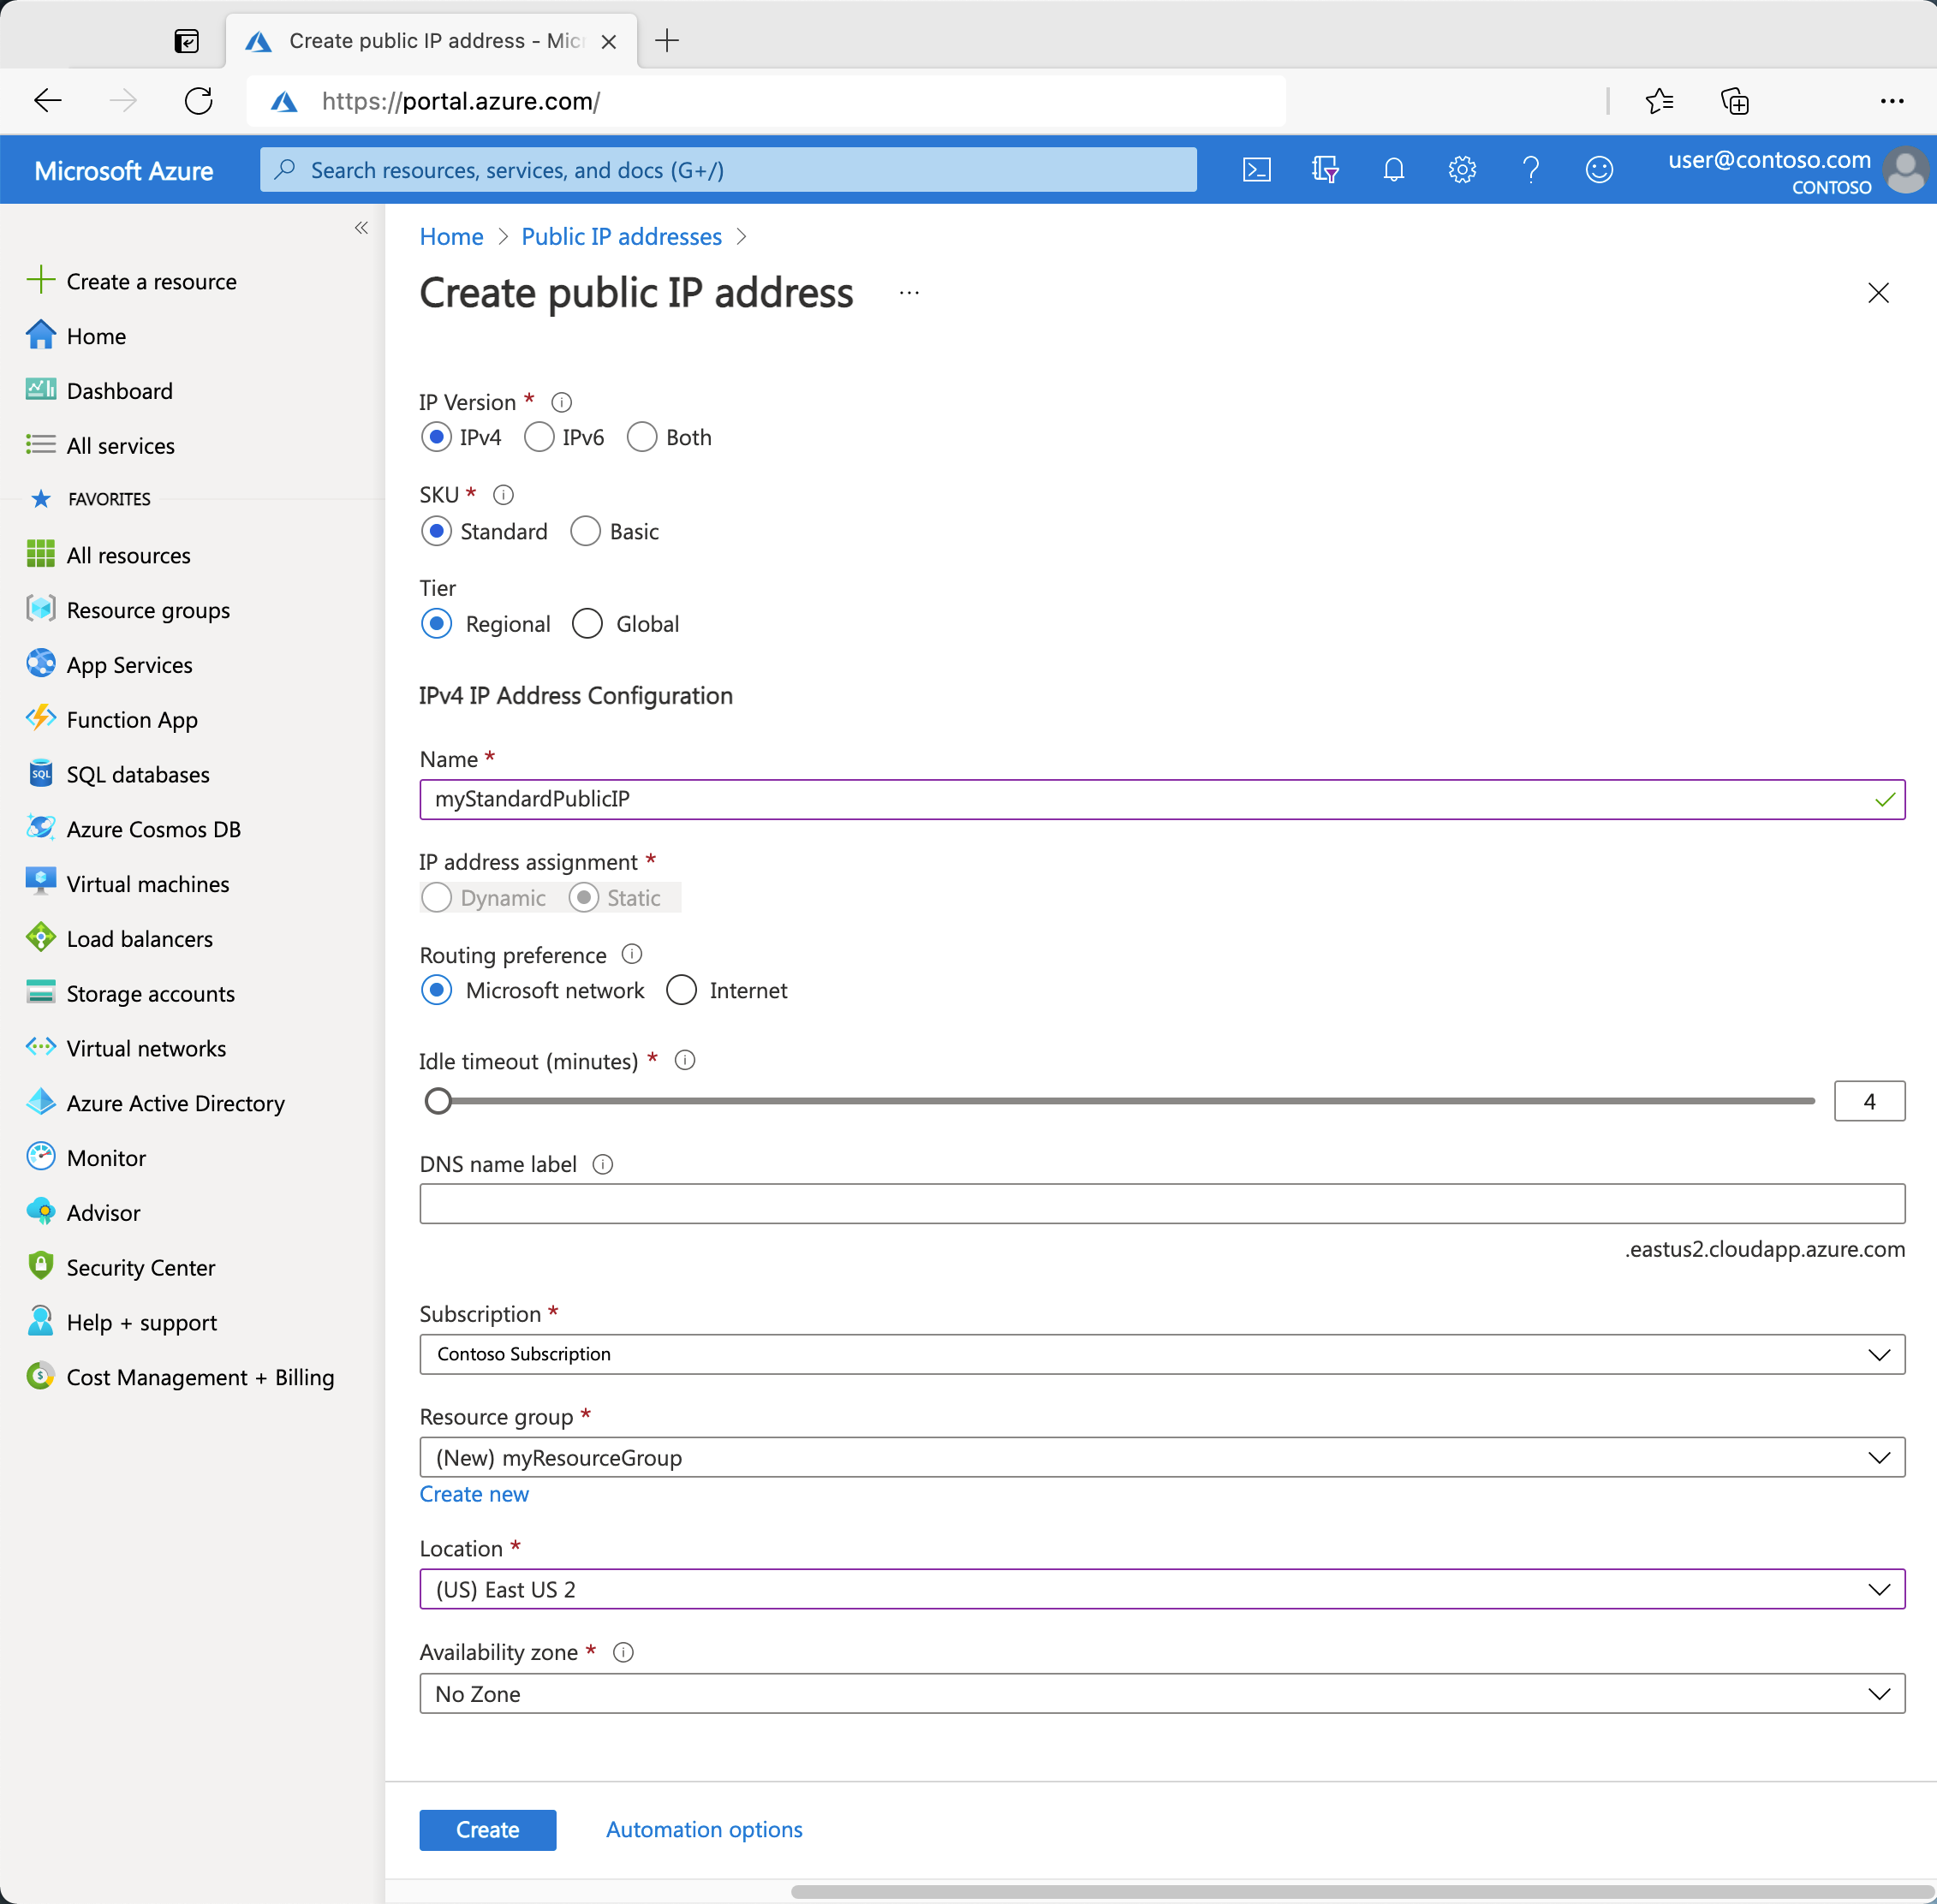 Create public IP address - Mic
https://portal.azure.com/
Microsoft Azure
Search resources, services, and docs (G+/)
user@contoso.com
CONTOSO
Create a resource
Home
Dashboard
All services
FAVORITES
All resources
Resource groups
App Services
Function App
SQL
SQL databases
Azure Cosmos DB
Virtual machines
Load balancers
Storage accounts
Virtual networks
Azure Active Directory
Monitor
Advisor
Security Center
Help + support
Cost Management + Billing
Home > Public IP addresses >
Create public IP address ...
IP Version *
IPv4 IPv6 Both
SKU *
Standard Basic
Tier
Regional Global
IPv4 IP Address Configuration
Name *
myStandardPublicIP
IP address assignment *
Dynamic Static
Routing preference
Microsoft network Internet
Idle timeout (minutes) *
4
DNS name label
.eastus2.cloudapp.azure.com
Subscription *
Contoso Subscription
Resource group *
(New) myResourceGroup
Create new
Location *
(US) East US 2
Availability zone *
No Zone
Create Automation options